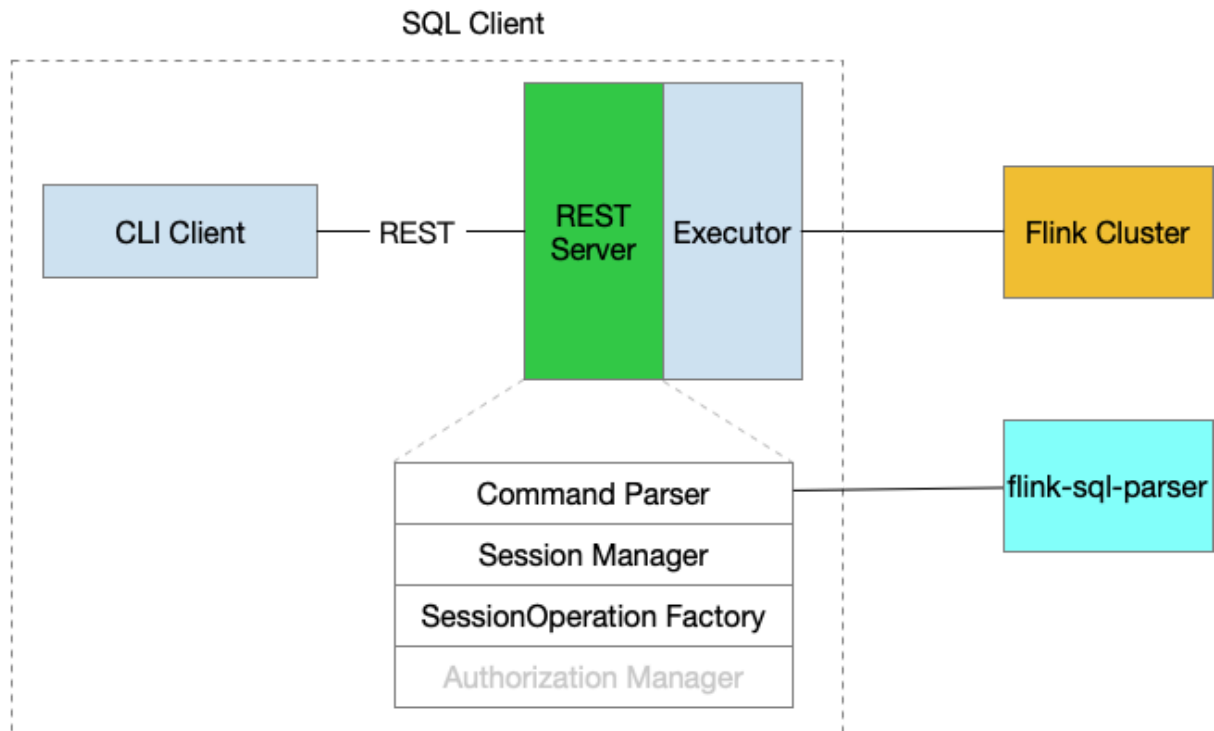 SQL Client
CLI Client
REST
REST
Server
Executor
Flink Cluster
Command Parser
flink-sql-parser
Session Manager
SessionOperation Factory
Authorization Manager